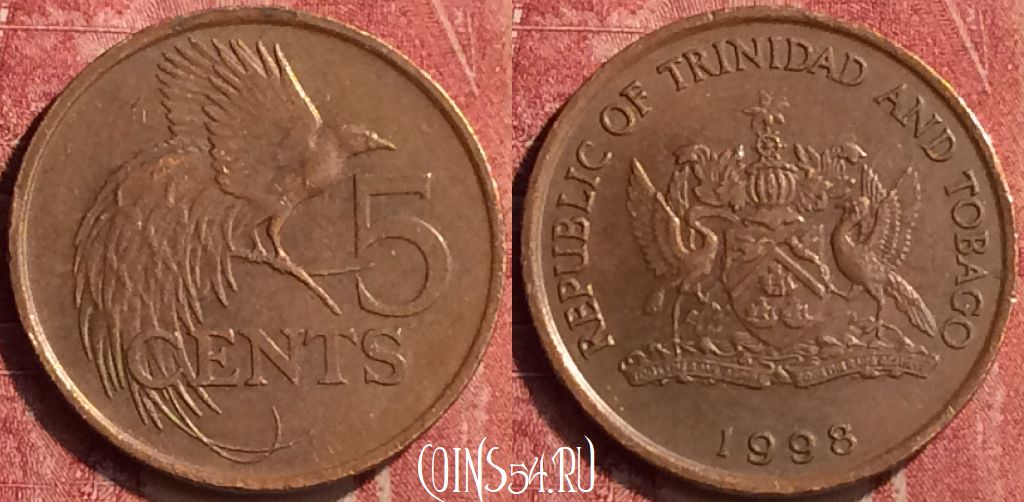 5
CENTS
REPUBLIC OF TRINIDAD AND TOBAGO
1998
COINS54.RU